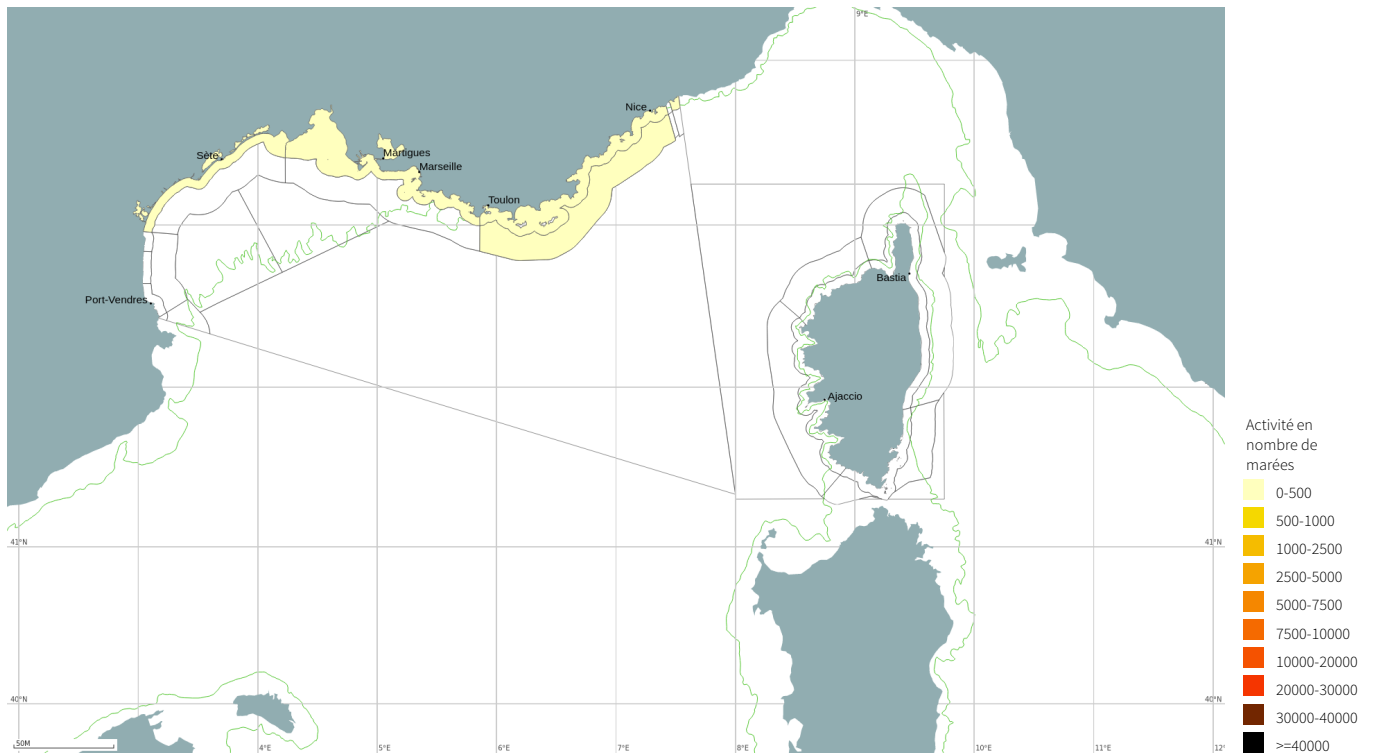 9°E
Nice
Sète
Martigues
Marseille
Toulon
Bastia
Port-Vendres
Ajaccio
Activité en
nombre de
marées
0-500
500-1000
1000-2500
2500-5000
5000-7500
7500-10000
10000-20000
20000-30000
30000-40000
>=40000
41°N
41°N
40°N
40°N
50M
4°E
5°E
6°E
7°E
8°E
10°E
11°E
12°